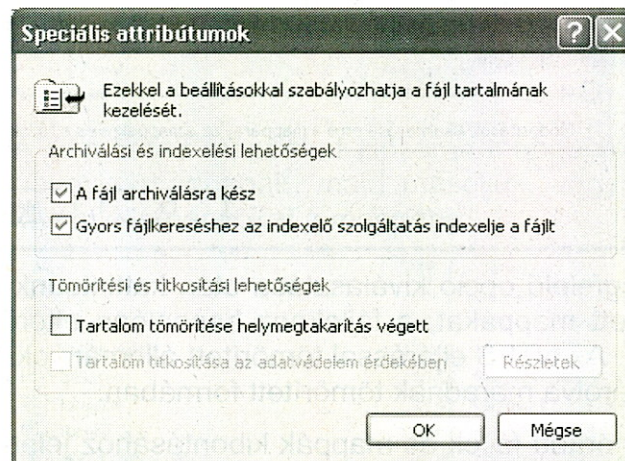 Speciális attribútumok
Ezekkel a beállításokkal szabályozhatja a fájl tartalmának
kezelését.
Archiválási és indexelési lehetőségek
A fájl archiválásra kész
Gyors fájlkereséshez az indexelő szolgáltatás indexelje a fájlt
Tömörítési és titkosítási lehetőségek
Tartalom tömörítése helymegtakarítás végett
Tartalom titkosítása az adatvédelem érdekében
Részletek
OK
Mégse